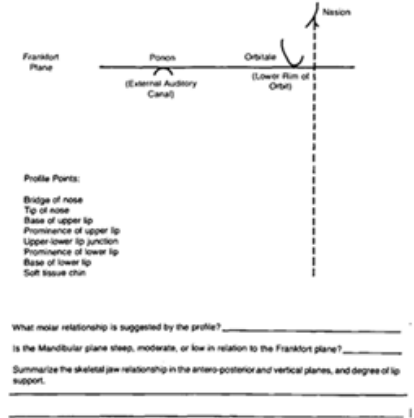 Nasion
Frankfort
Plane
Porion
Orbitale
(External Auditory
Canal)
(Lower Rim of
Orbit)
Profile Points:
Bridge of nose
Tip of nose
Base of upper lip
Prominence of upper lip
Upper-lower lip junction
Prominence of lower lip
Base of lower lip
Soft tissue chin
What molar relationship is suggested by the profile?
Is the Mandibular plane steep, moderate, or low in relation to the Frankfort plane?
Summarize the skeletal jaw relationship in the antero-posterior and vertical planes, and degree of lip
support.